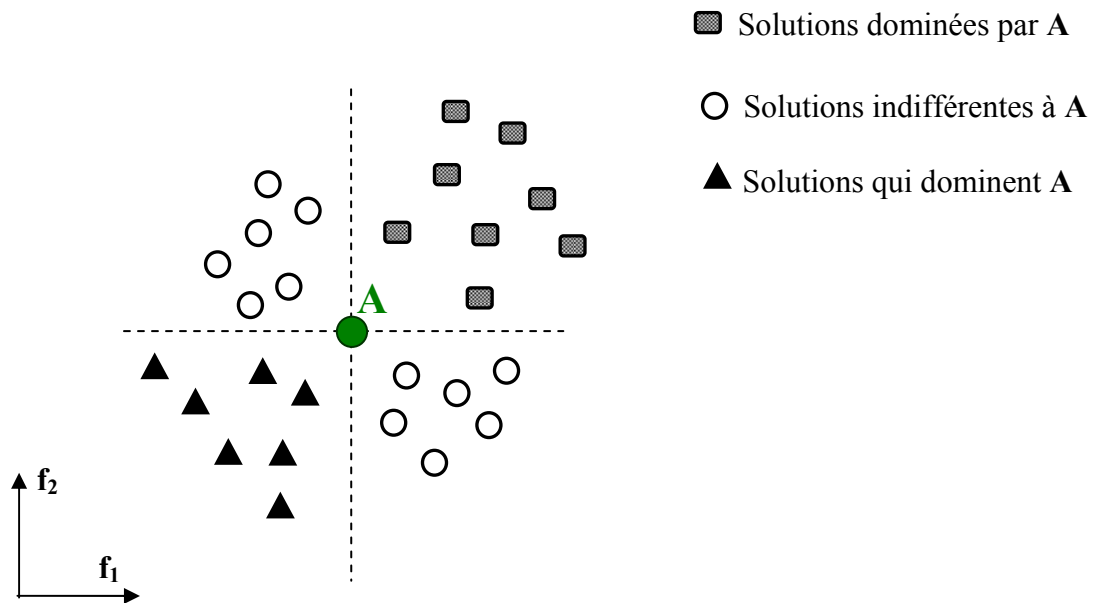 Solutions dominées par A
Solutions indifférentes à A
Solutions qui dominent A
A
f₂
f₁